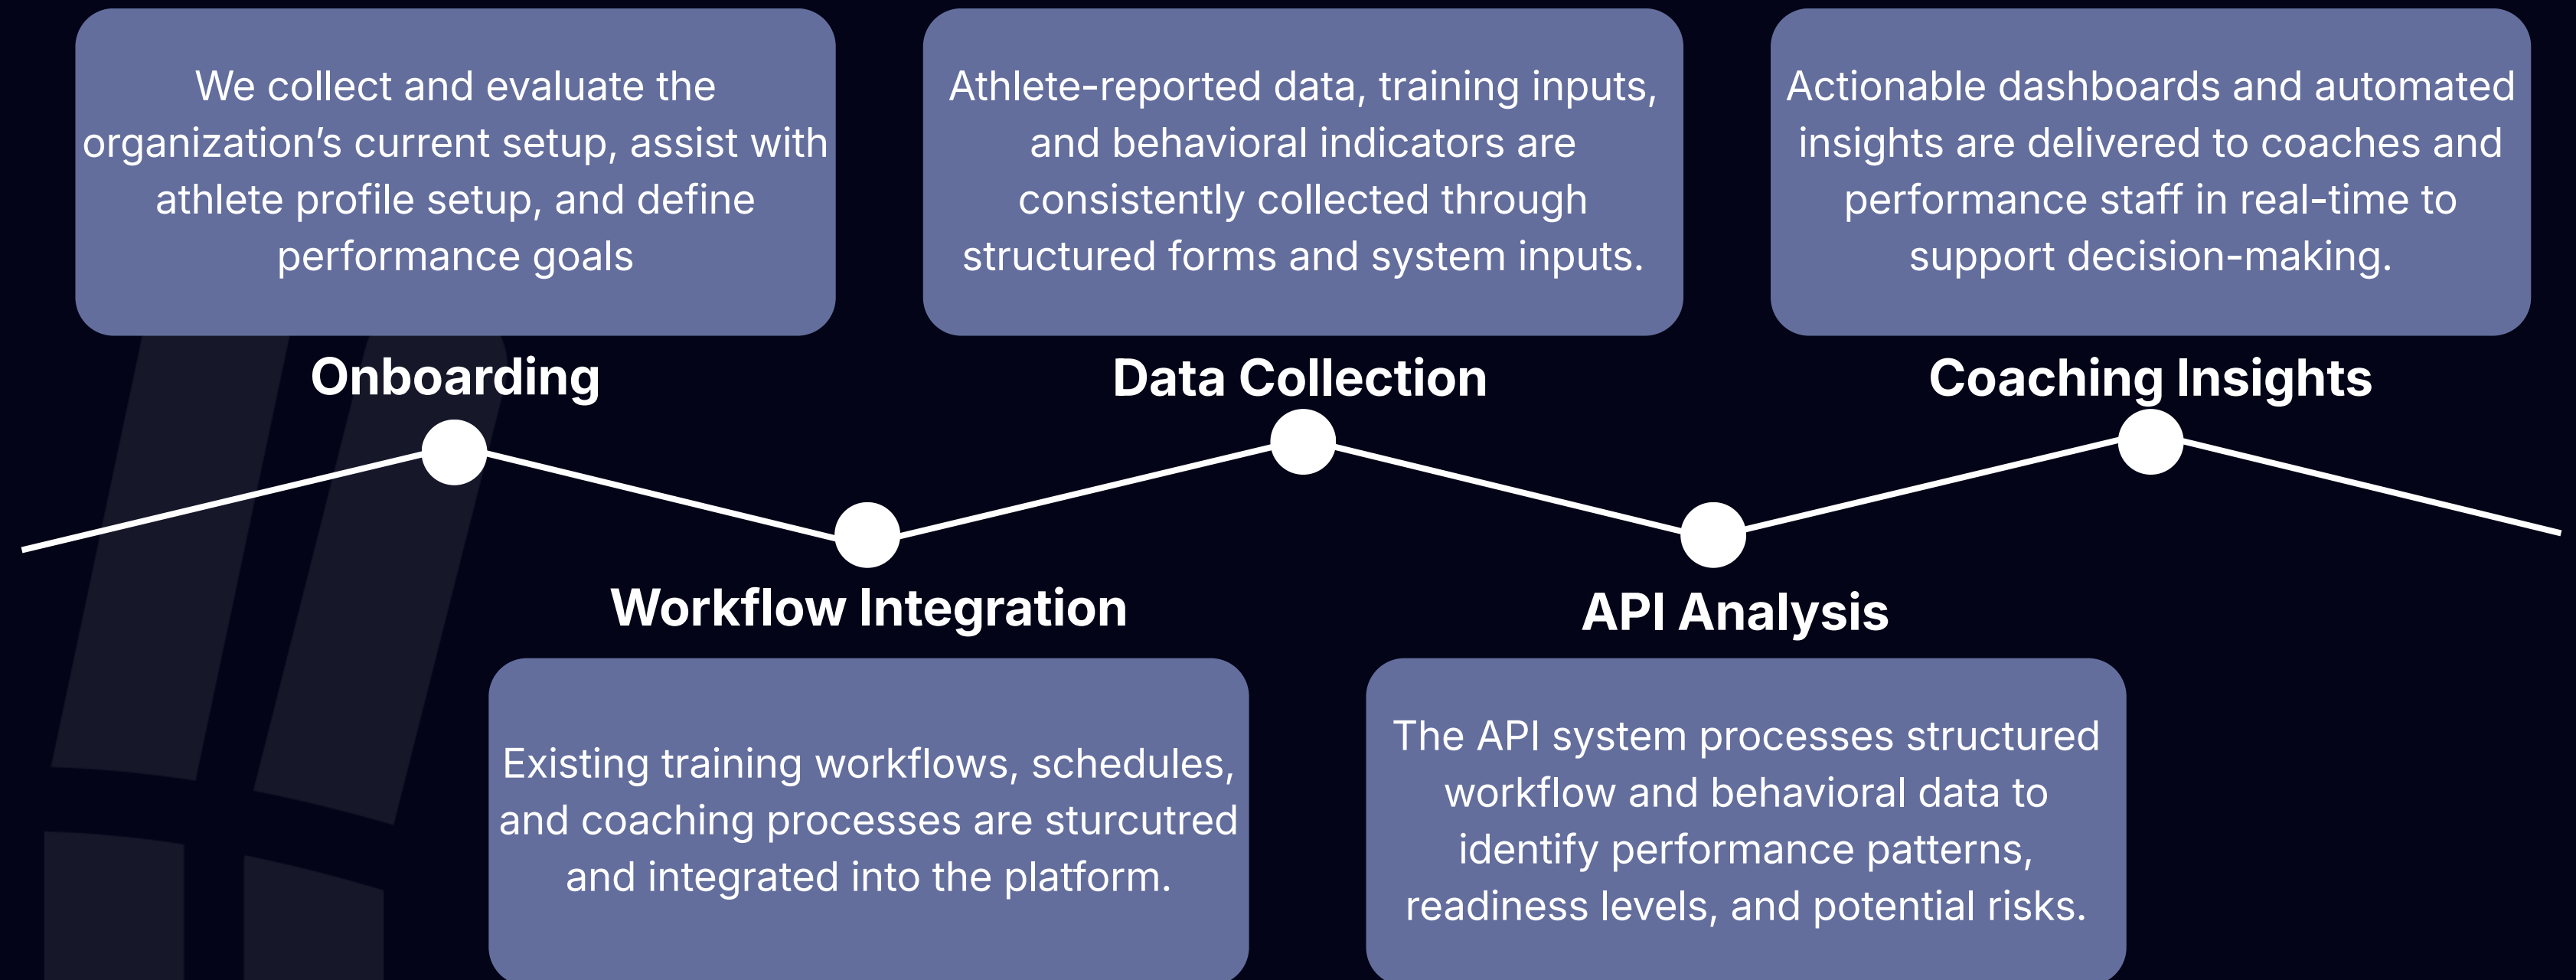 We collect and evaluate the
organization’s current setup, assist with
athlete profile setup, and define
performance goals
Onboarding
Existing training workflows, schedules,
and coaching processes are sturcutred
and integrated into the platform.
Workflow Integration
Athlete-reported data, training inputs,
and behavioral indicators are
consistently collected through
structured forms and system inputs.
Data Collection
The API system processes structured
workflow and behavioral data to
identify performance patterns,
readiness levels, and potential risks.
API Analysis
Actionable dashboards and automated
insights are delivered to coaches and
performance staff in real-time to
support decision-making.
Coaching Insights